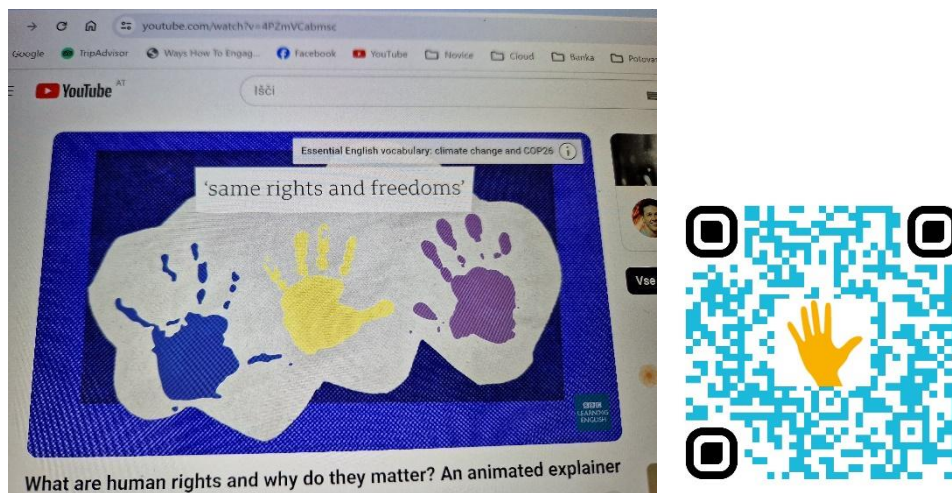 youtube.com/watch?v=4PZmVCabmsc
Google TripAdvisor Ways How To Engag... Facebook YouTube Novice Cloud Banka Potovan
YouTube AT
Išči
Essential English vocabulary: climate change and COP26
'same rights and freedoms'
Vse
BBC
LEARNING
ENGLISH
What are human rights and why do they matter? An animated explainer